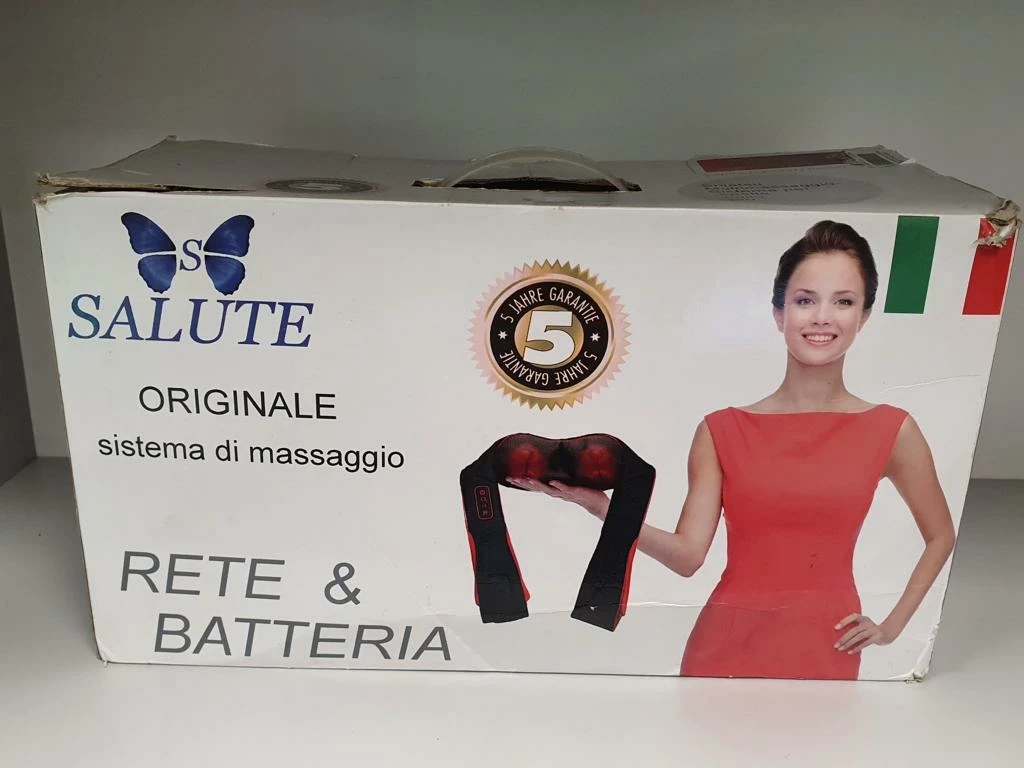 S
SALUTE
ORIGINALE
sistema di massaggio
RETE &
BATTERIA
5 JAHRE GARANTIE
5
5 JAHRE GARANTIE